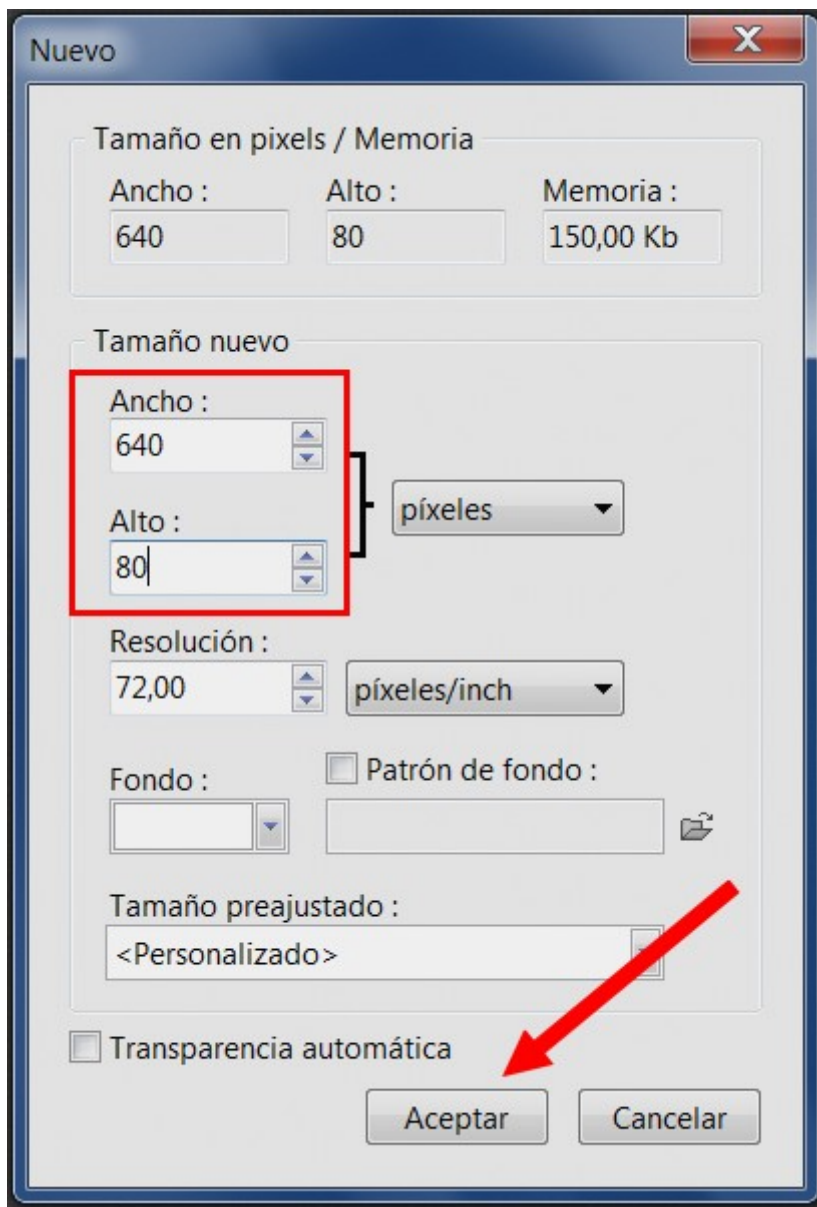 Nuevo
Tamaño en pixels / Memoria
Ancho : Alto : Memoria :
640 80 150,00 Kb
Tamaño nuevo
Ancho :
640
píxeles
Alto :
80
Resolución :
72,00 píxeles/inch
Fondo : Patrón de fondo :
Tamaño preajustado :
<Personalizado>
Transparencia automática
Aceptar Cancelar